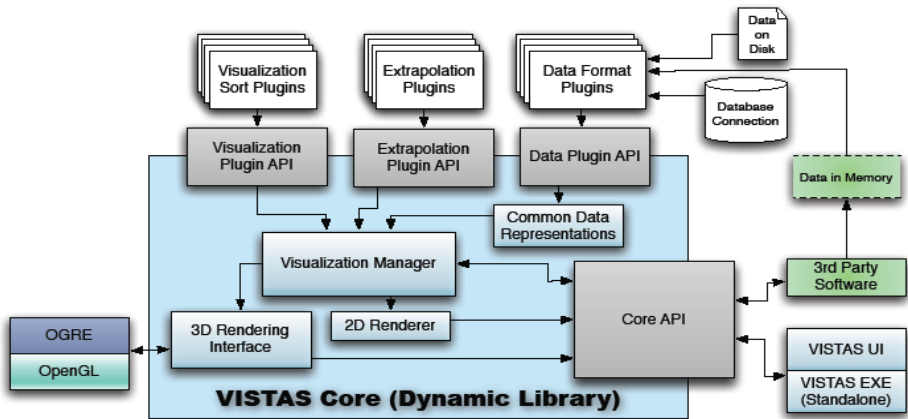 Visualization
Sort Plugins
Extrapolation
Plugins
Data Format
Plugins
Data
on
Disk
Database
Connection
Visualization
Plugin API
Extrapolation
Plugin API
Data Plugin API
Data in Memory
Common Data
Representations
Visualization Manager
3rd Party
Software
Core API
3D Rendering
Interface
2D Renderer
OGRE
OpenGL
VISTAS UI
VISTAS EXE
(Standalone)
VISTAS Core (Dynamic Library)